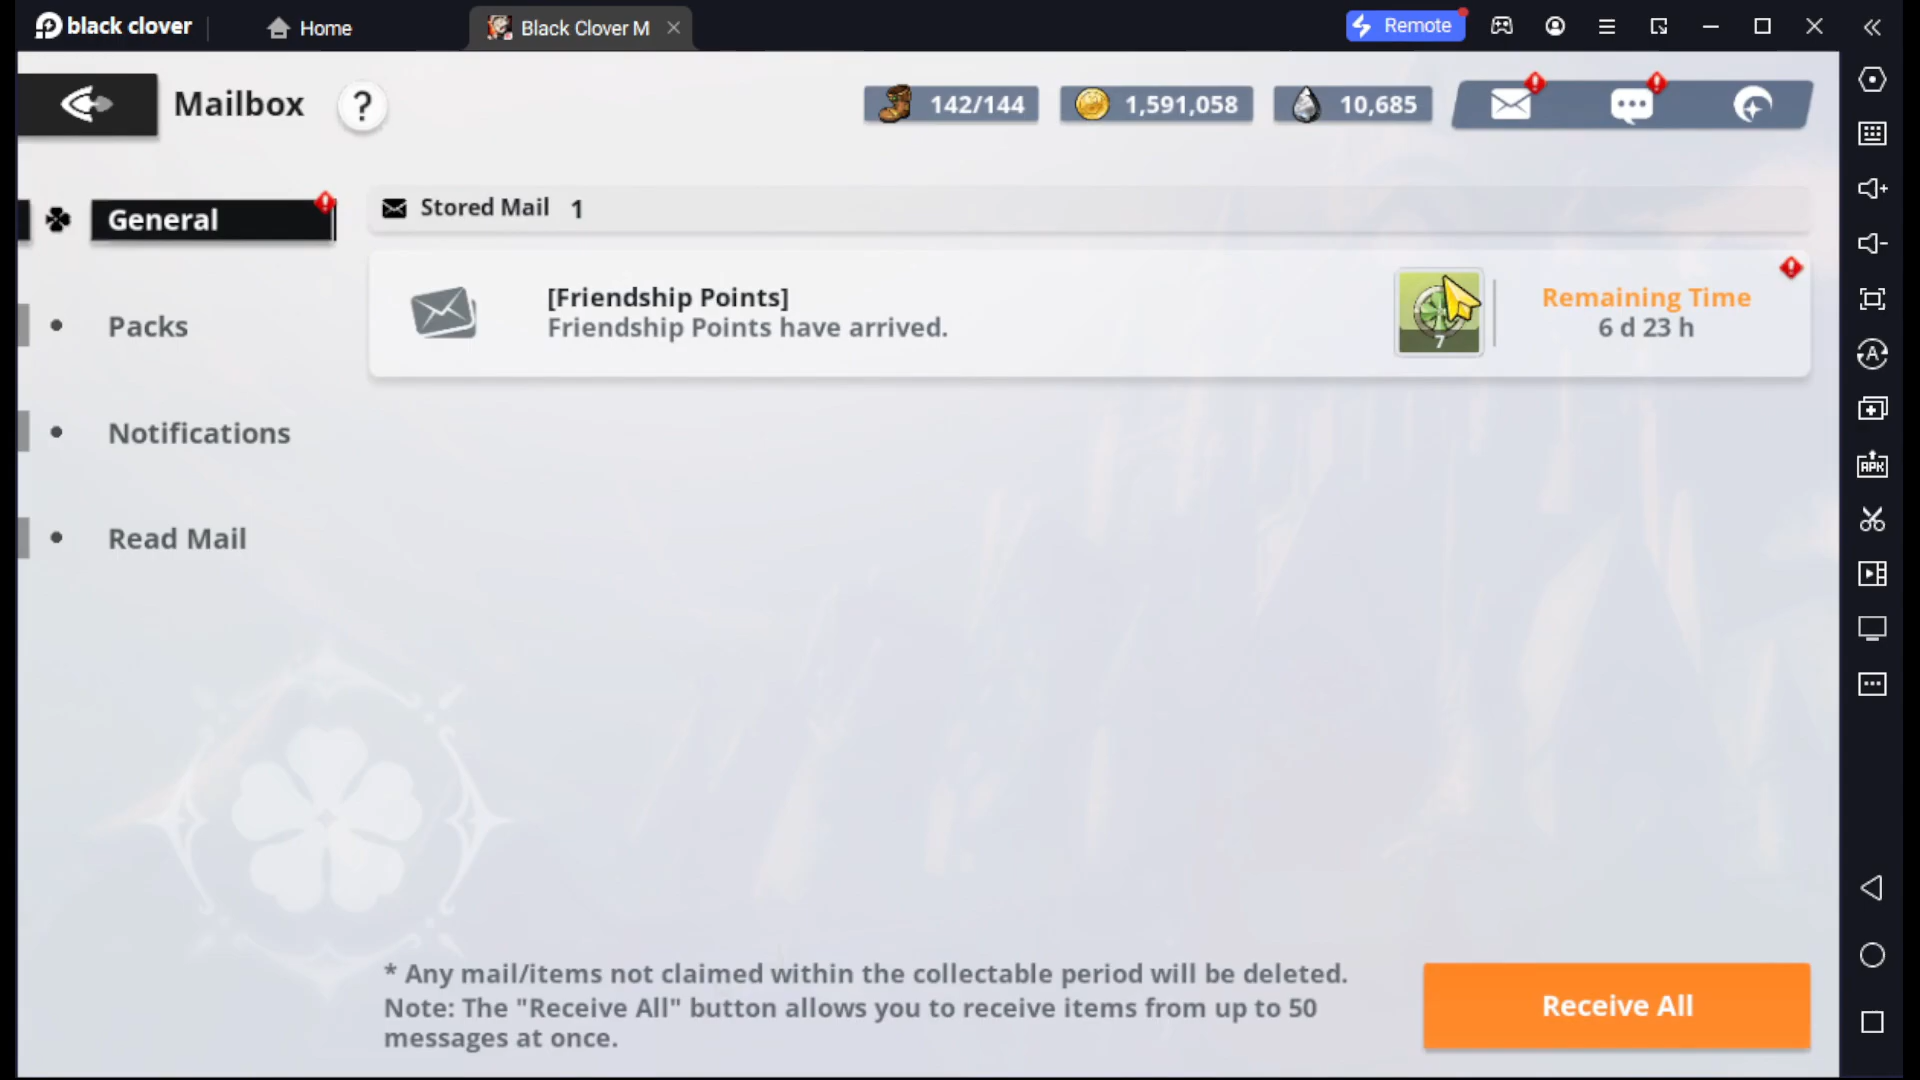 black clover
Home
Black Clover M
Remote
Mailbox
?
142/144
1,591,058
10,685
General
Stored Mail 1
[Friendship Points]
Friendship Points have arrived.
7
Remaining Time
6 d 23 h
Packs
Notifications
Read Mail
A
APK
* Any mail/items not claimed within the collectable period will be deleted.
Note: The "Receive All" button allows you to receive items from up to 50
messages at once.
Receive All